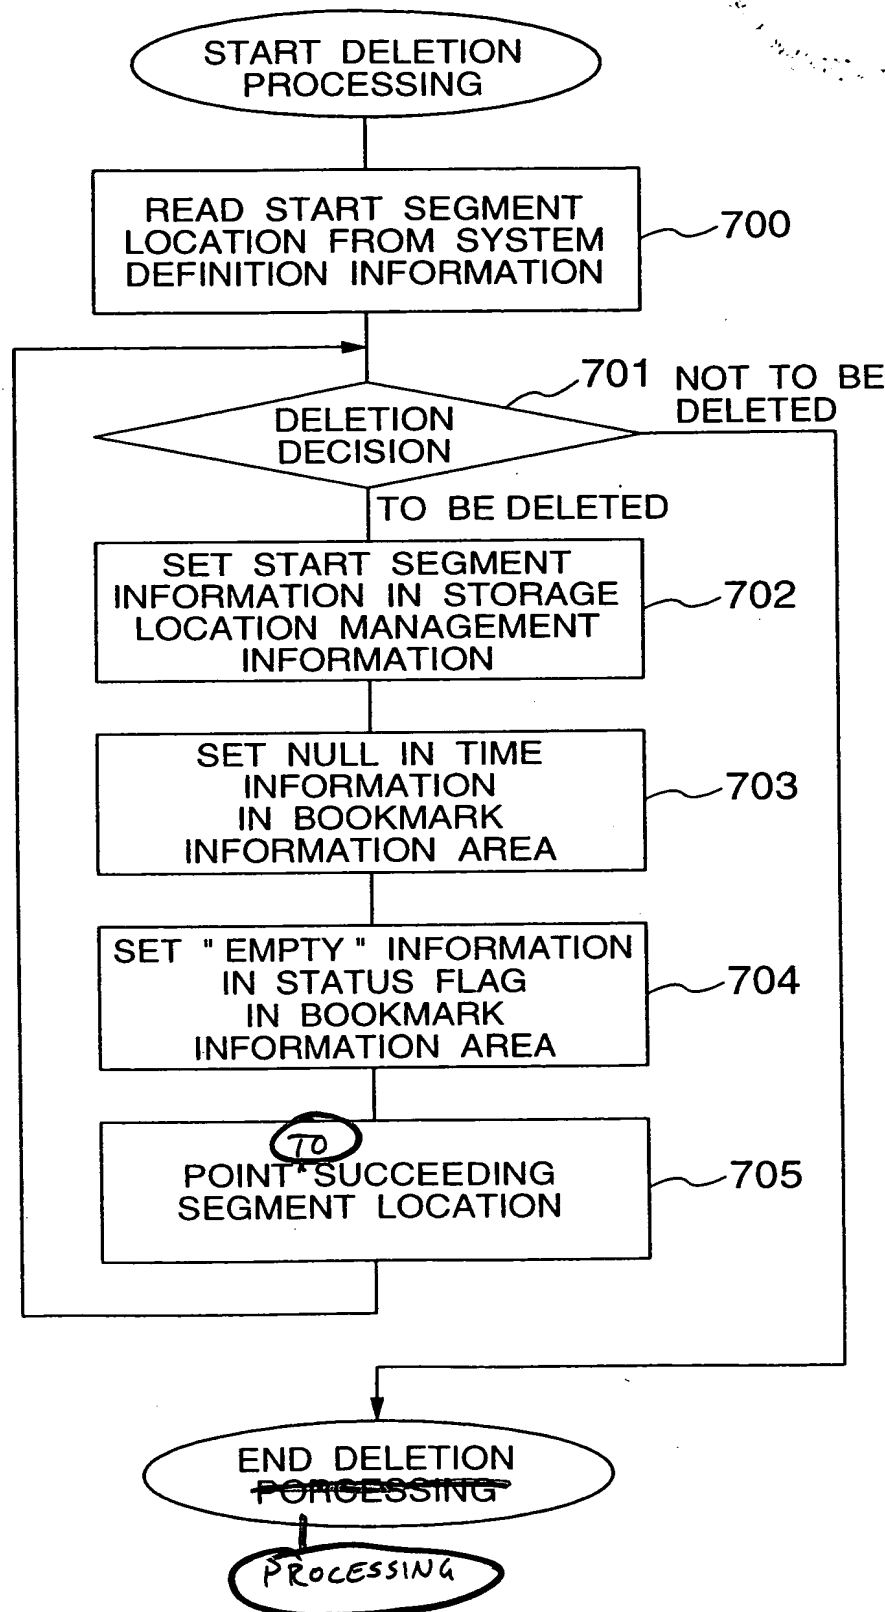 START DELETION
PROCESSING
READ START SEGMENT
LOCATION FROM SYSTEM
DEFINITION INFORMATION
700
701
NOT TO BE
DELETED
DELETION
DECISION
TO BE DELETED
SET START SEGMENT
INFORMATION IN STORAGE
LOCATION MANAGEMENT
INFORMATION
702
SET NULL IN TIME
INFORMATION
IN BOOKMARK
INFORMATION AREA
703
SET "EMPTY" INFORMATION
IN STATUS FLAG
IN BOOKMARK
INFORMATION AREA
704
TO
POINT SUCCEEDING
SEGMENT LOCATION
705
END DELETION
PORGESSING
PROCESSING